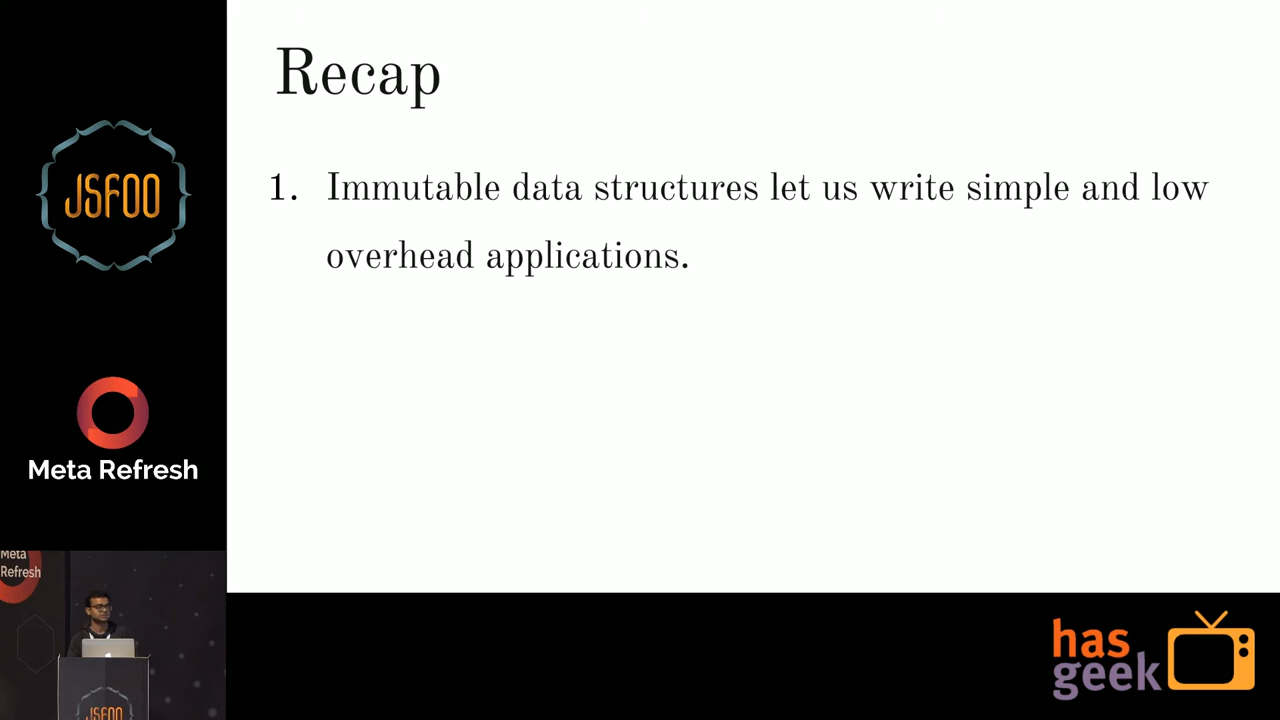 Recap
1. Immutable data structures let us write simple and low
overhead applications.
JSFOO
Meta Refresh
Meta
Refresh
JSFOO
has
geek